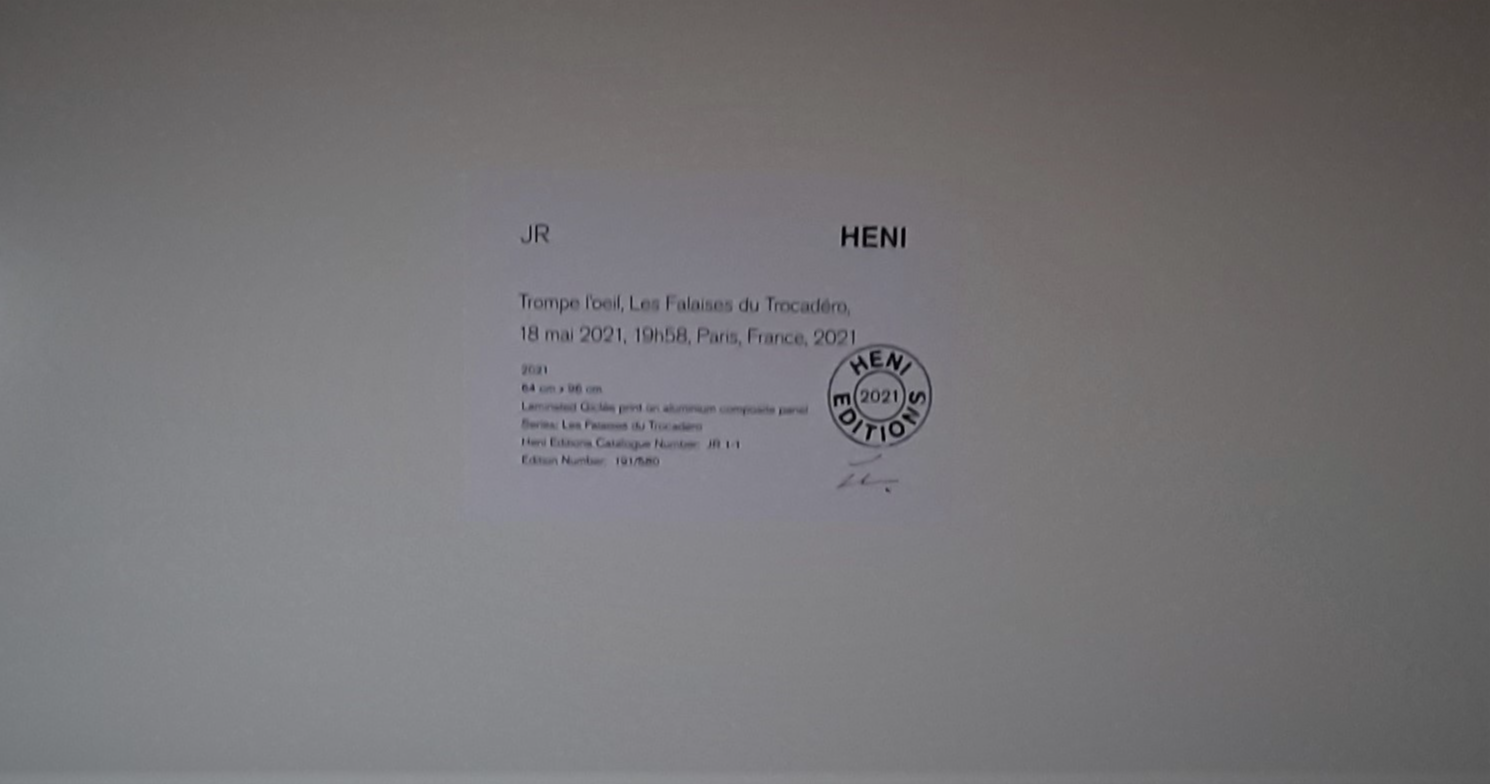 JR HENI
Trompe l'oeil, Les Falaises du Trocadéro,
18 mai 2021, 19h58, Paris, France, 2021
2021
64 cm x 96 cm
Laminated Giclée print on aluminium composite panel
Series: Les Falaises du Trocadéro
Heni Editions Catalogue Number: JR 1-1
Edition Number: 191/580
HENI
2021
EDITIONS